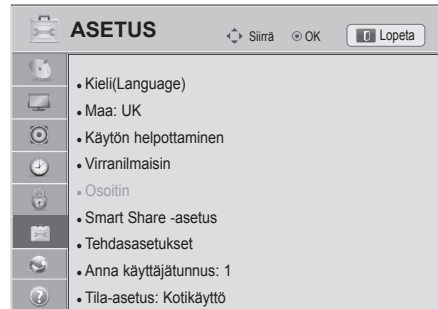 ASETUS
Siirrä OK Lopeta
• Kieli(Language)
• Maa: UK
• Käytön helpottaminen
• Virranilmaisin
• Osoitin
• Smart Share -asetus
• Tehdasasetukset
• Anna käyttäjätunnus: 1
• Tila-asetus: Kotikäyttö